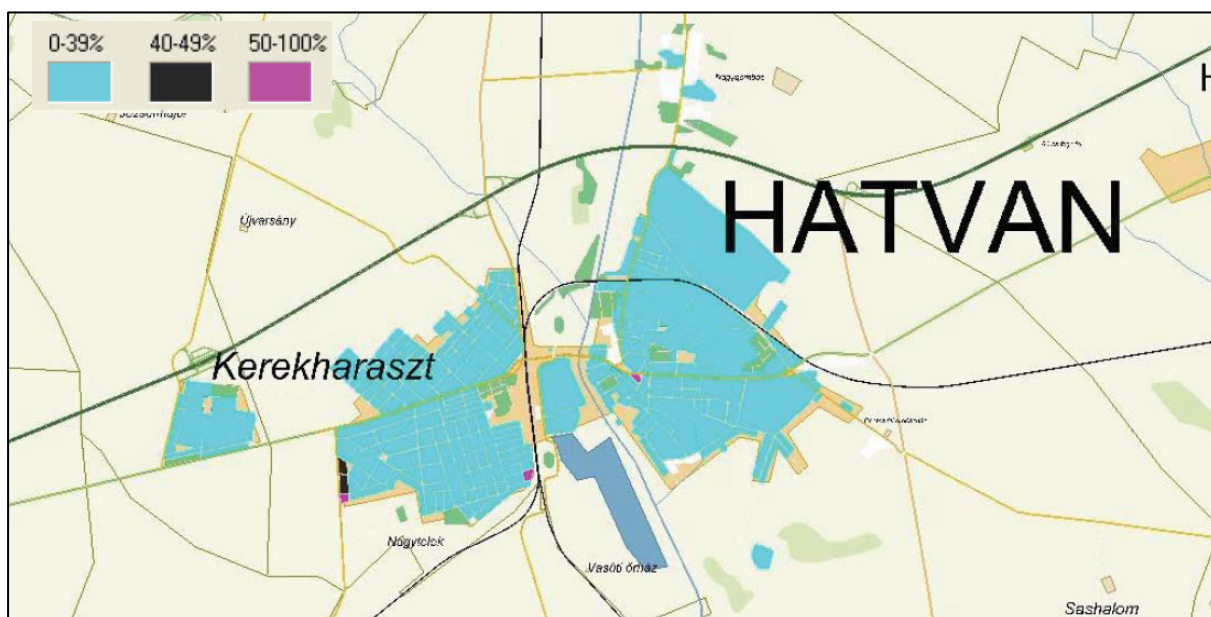 0-39% 40-49% 50-100%
Nagygombos
H
HATVAN
Újvarsány
Kerekharaszt
Nagytelek
Vasúti őrház
Sashalom